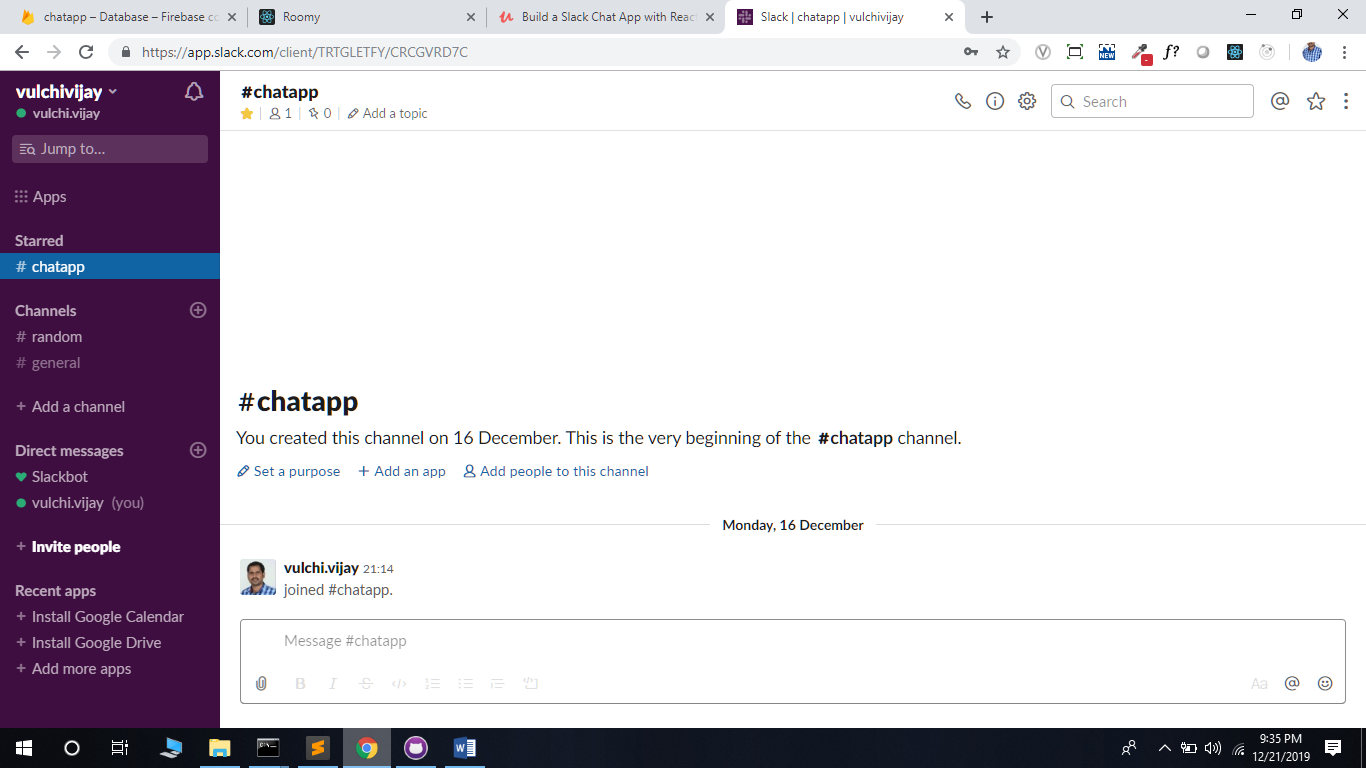 chatapp – Database – Firebase co
Roomy
Build a Slack Chat App with Reac
Slack | chatapp | vulchivijay
https://app.slack.com/client/TRTGLETFY/CRCGVRD7C
NEW
f?
vulchivijay
vulchi.vijay
Jump to...
Apps
Starred
# chatapp
Channels
# random
# general
+ Add a channel
Direct messages
Slackbot
vulchi.vijay (you)
+ Invite people
Recent apps
+ Install Google Calendar
+ Install Google Drive
+ Add more apps
#chatapp
1
0
Add a topic
Search
#chatapp
You created this channel on 16 December. This is the very beginning of the #chatapp channel.
Set a purpose
+ Add an app
Add people to this channel
Monday, 16 December
vulchi.vijay 21:14
joined #chatapp.
Message #chatapp
B I S </> Aa @
9:35 PM
12/21/2019